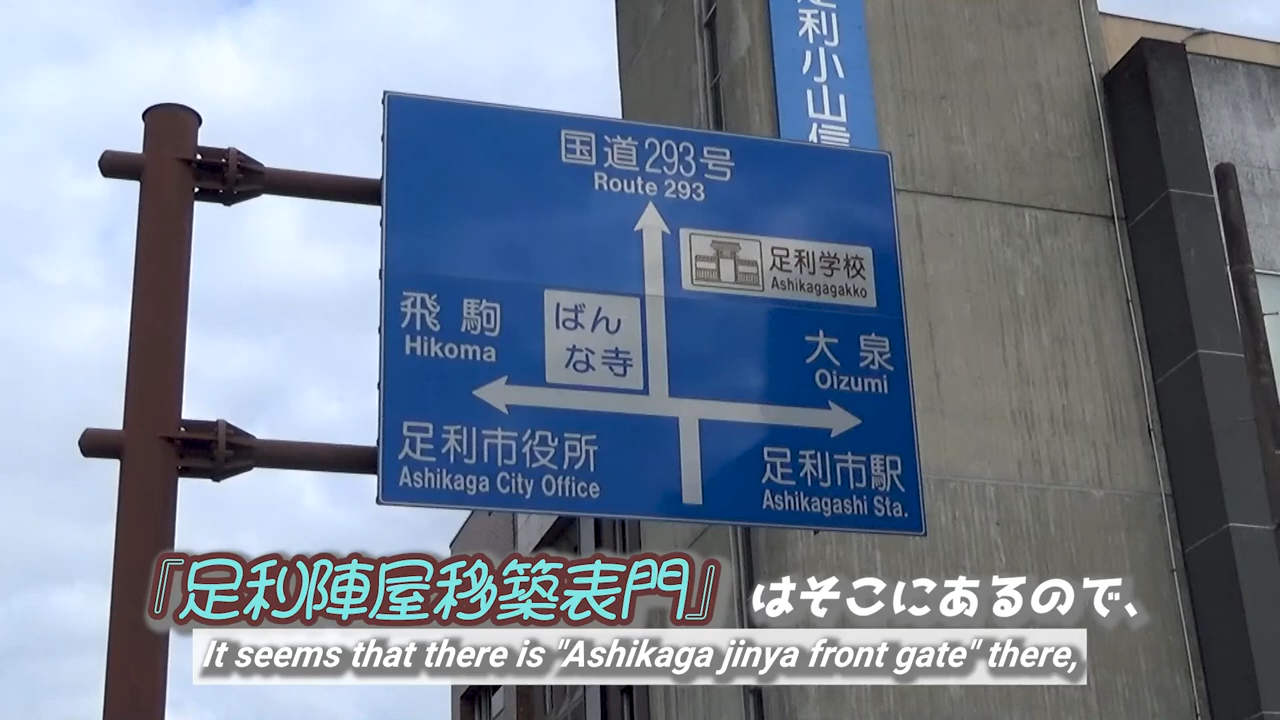 足利小山信
国道293号
Route 293
足利学校
Ashikagagakko
飛駒
Hikoma
ばん
な寺
大泉
Oizumi
足利市役所
Ashikaga City Office
足利市駅
Ashikagashi Sta.
『足利陣屋移築表門』はそこにあるので、
It seems that there is "Ashikaga jinya front gate" there,